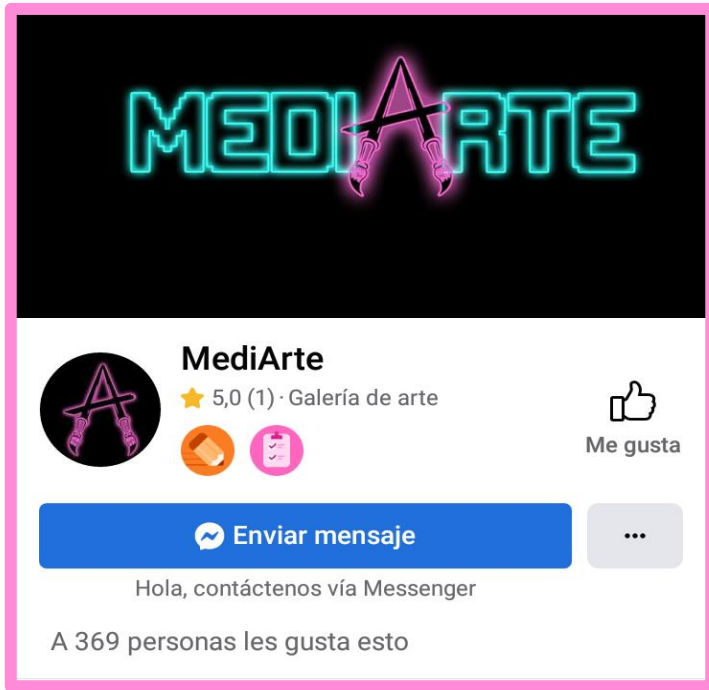 MEDIARTE
MediArte
5,0 (1) · Galería de arte
Me gusta
Enviar mensaje
...
Hola, contáctenos vía Messenger
A 369 personas les gusta esto